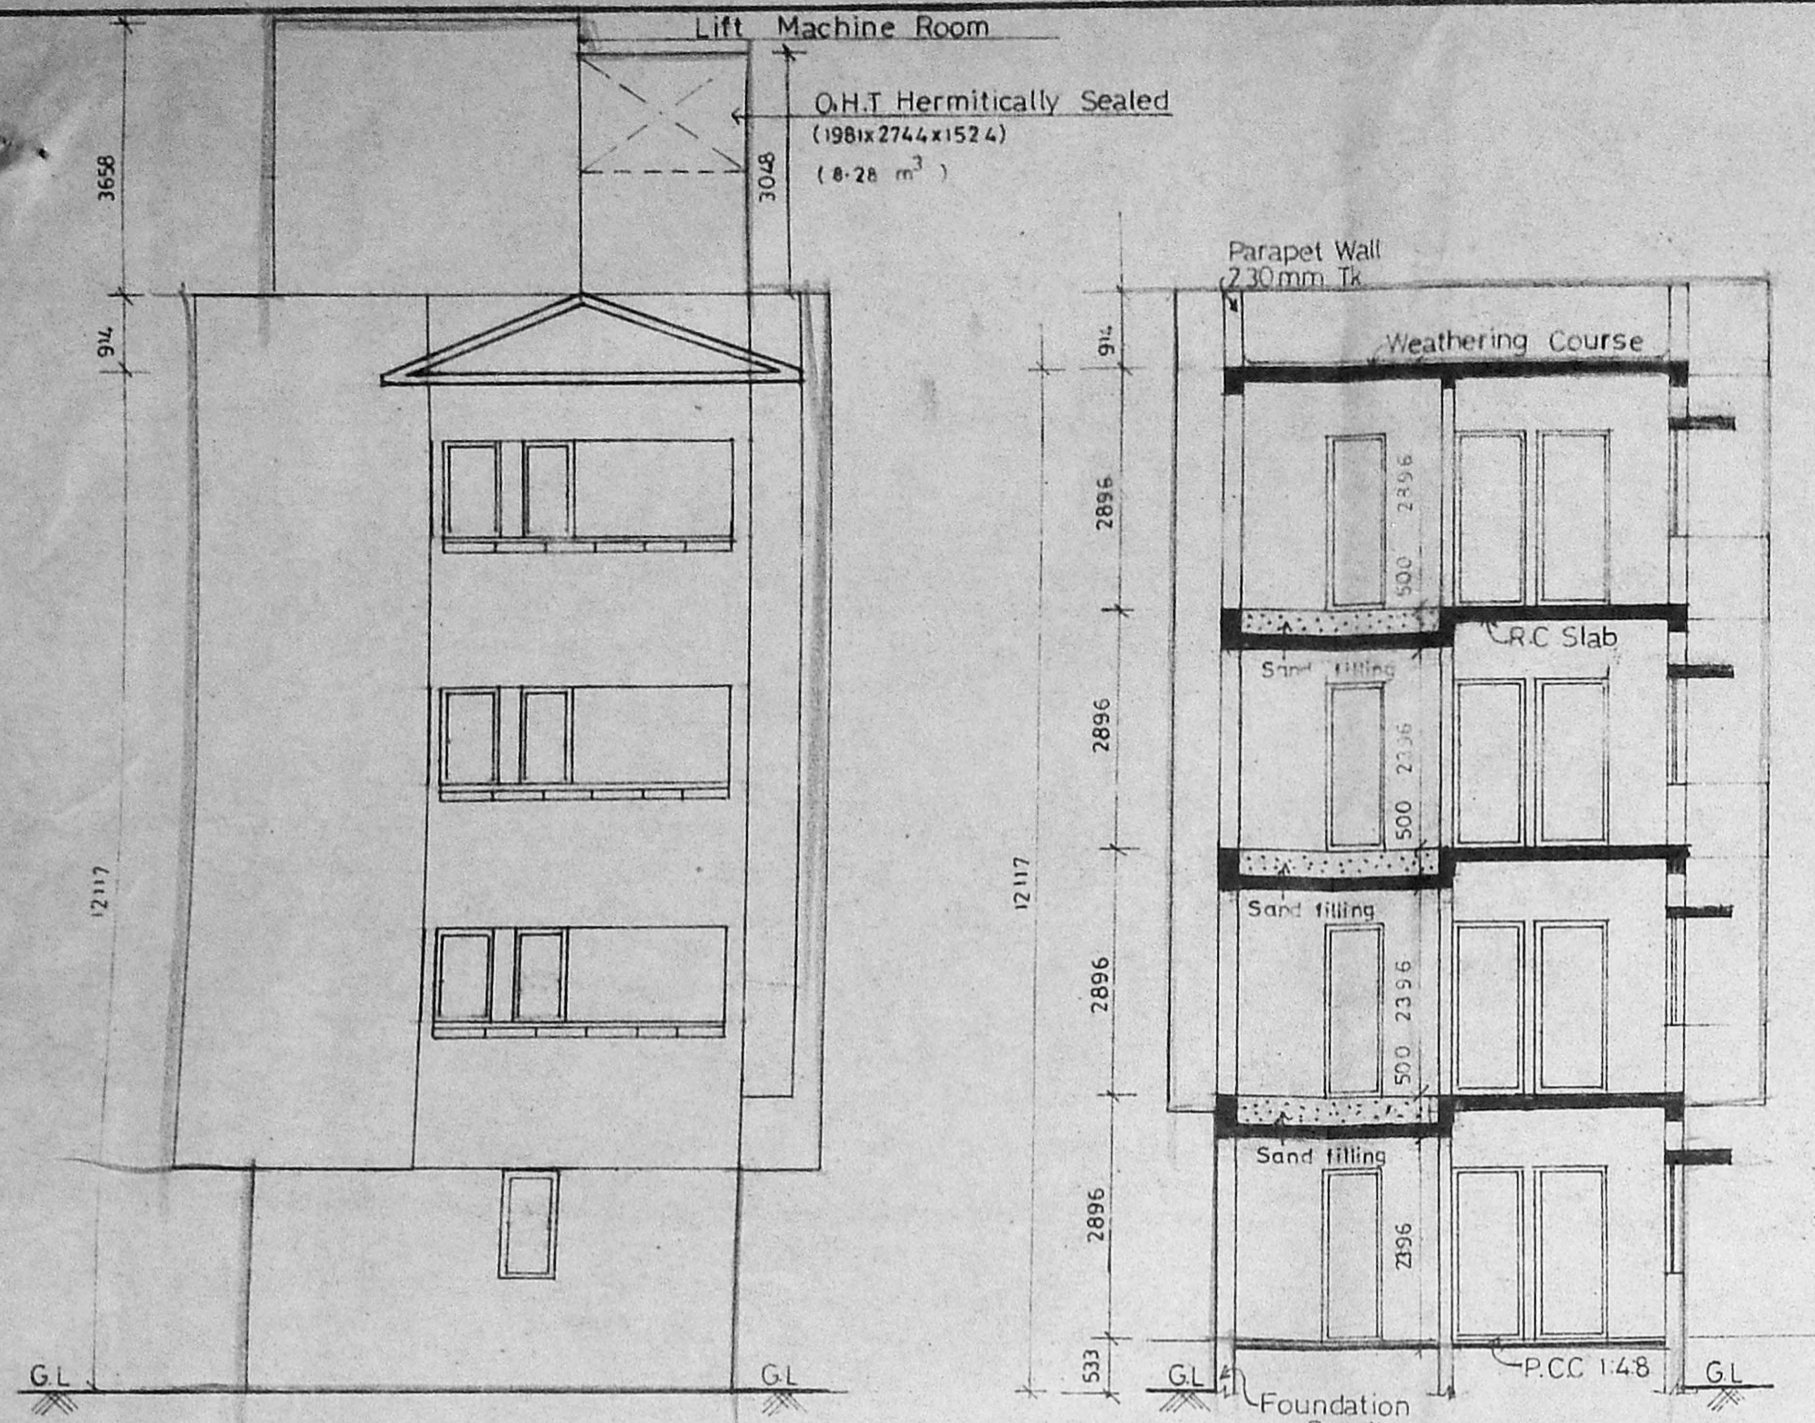 Lift Machine Room
O.H.T Hermitically Sealed
(1981x2744x1524)
(8.28 m³)
3658
3048
914
12117
G.L
G.L
Parapet Wall
230mm Tk
Weathering Course
914
2896
2896
2896
2896
533
12117
2396
500
R.C Slab
Sand filling
2396
500
Sand filling
2396
500
Sand filling
2396
P.C.C 1:4:8
G.L
G.L
Foundation